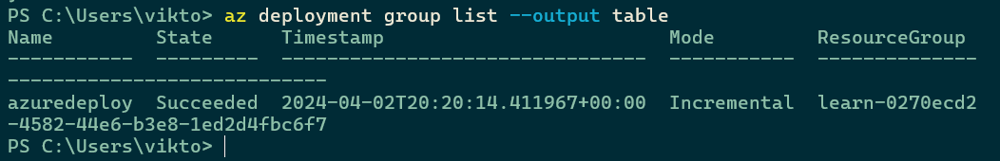 PS C:\Users\vikto> az deployment group list --output table
Name         State      Timestamp                         Mode         ResourceGroup
-----------  ---------  --------------------------------  -----------  --------------
----------------------------
azuredeploy  Succeeded  2024-04-02T20:20:14.411967+00:00  Incremental  learn-0270ecd2
-4582-44e6-b3e8-1ed2d4fbc6f7
PS C:\Users\vikto>